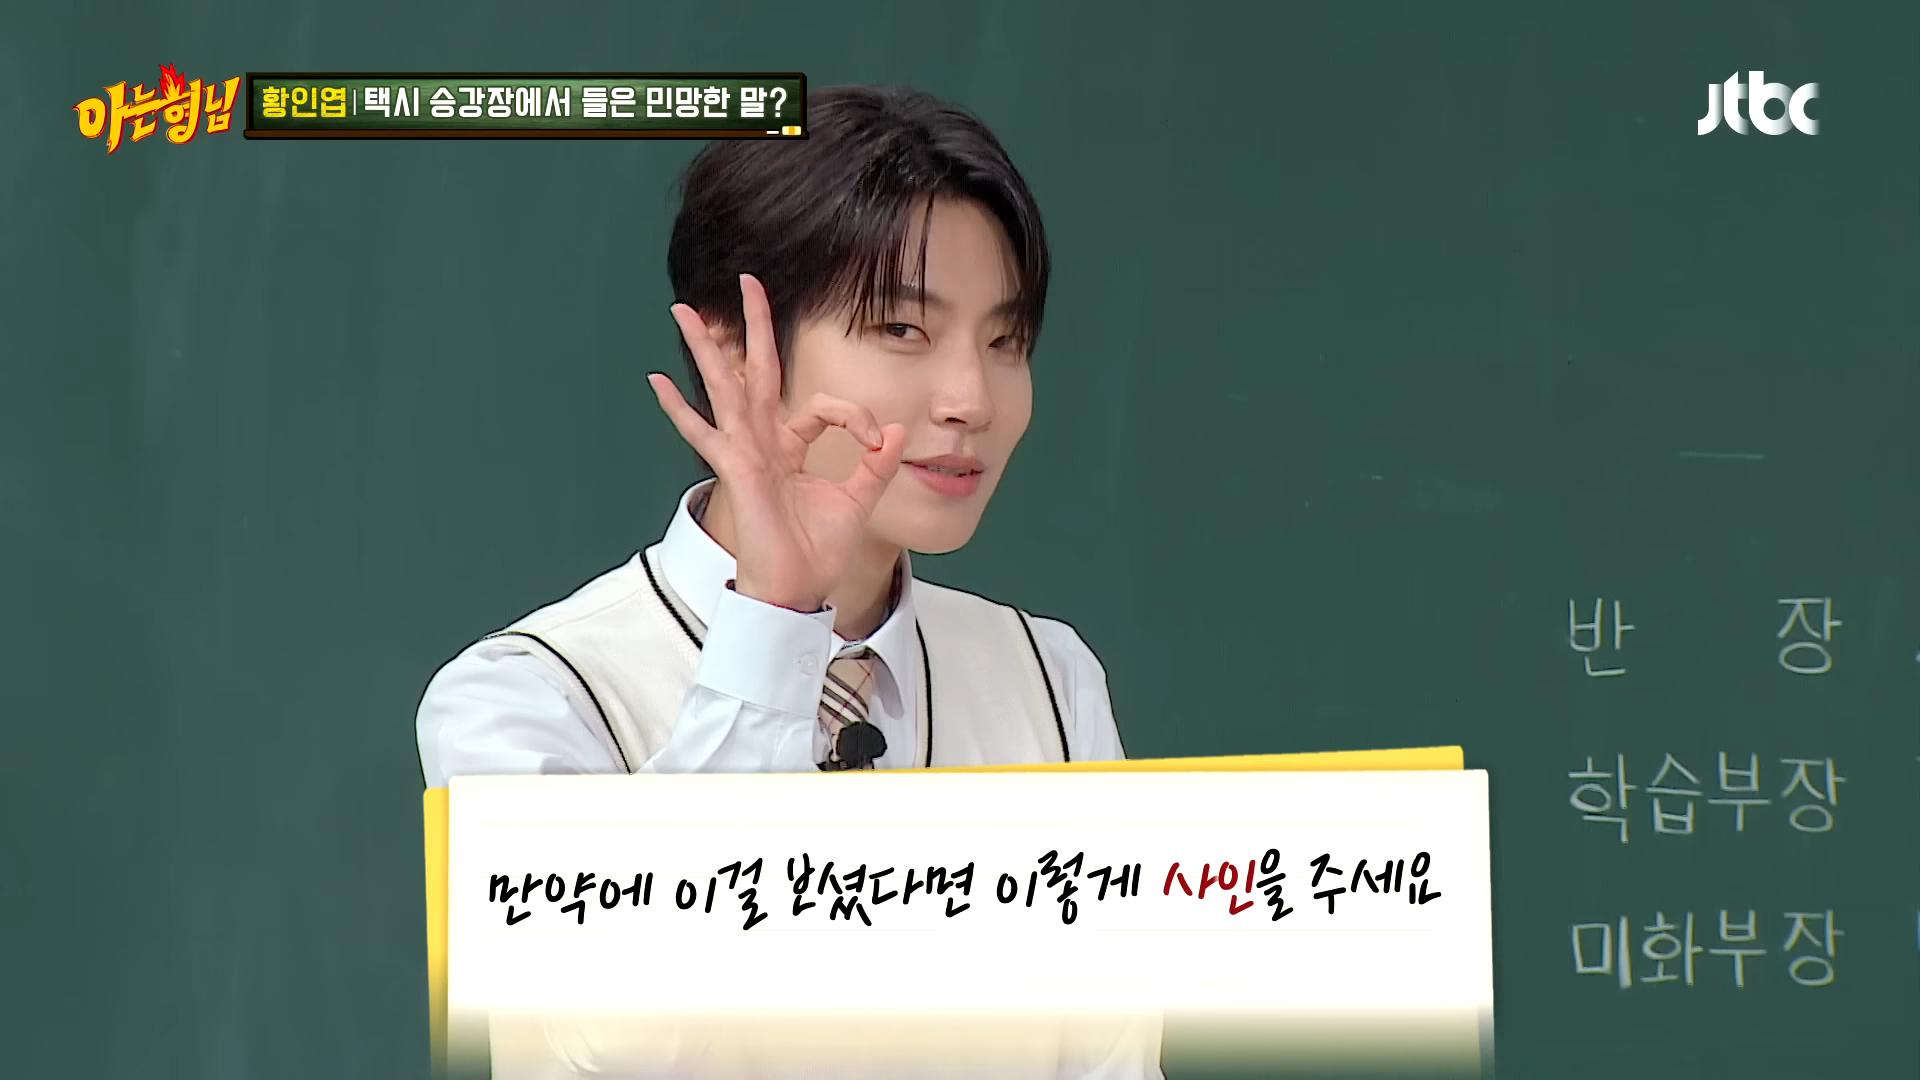 아는형님
황인엽 | 택시 승강장에서 들은 민망한 말?
jtbc
반 장
학습부장
미화부장
만약에 이걸 보셨다면 이렇게 사인을 주세요